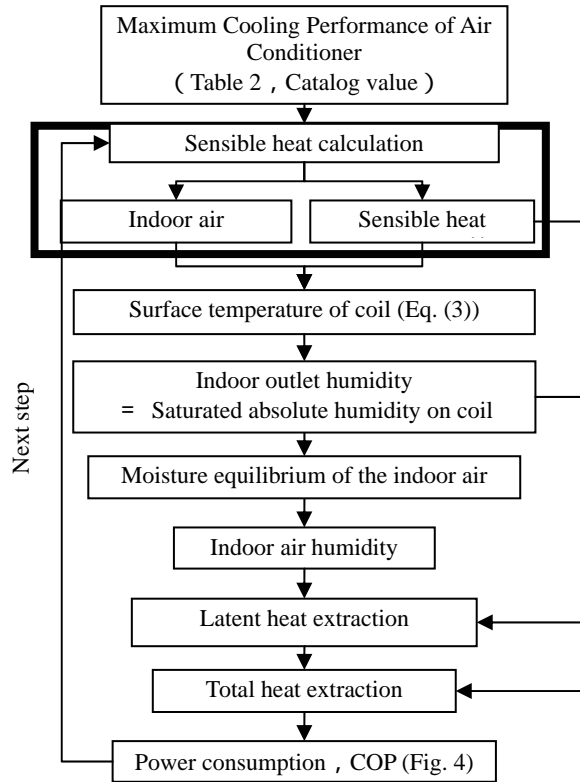 Maximum Cooling Performance of Air
Conditioner
( Table 2 , Catalog value )
Sensible heat calculation
Indoor air
Sensible heat
Surface temperature of coil (Eq. (3))
Indoor outlet humidity
= Saturated absolute humidity on coil
Next step
Moisture equilibrium of the indoor air
Indoor air humidity
Latent heat extraction
Total heat extraction
Power consumption , COP (Fig. 4)